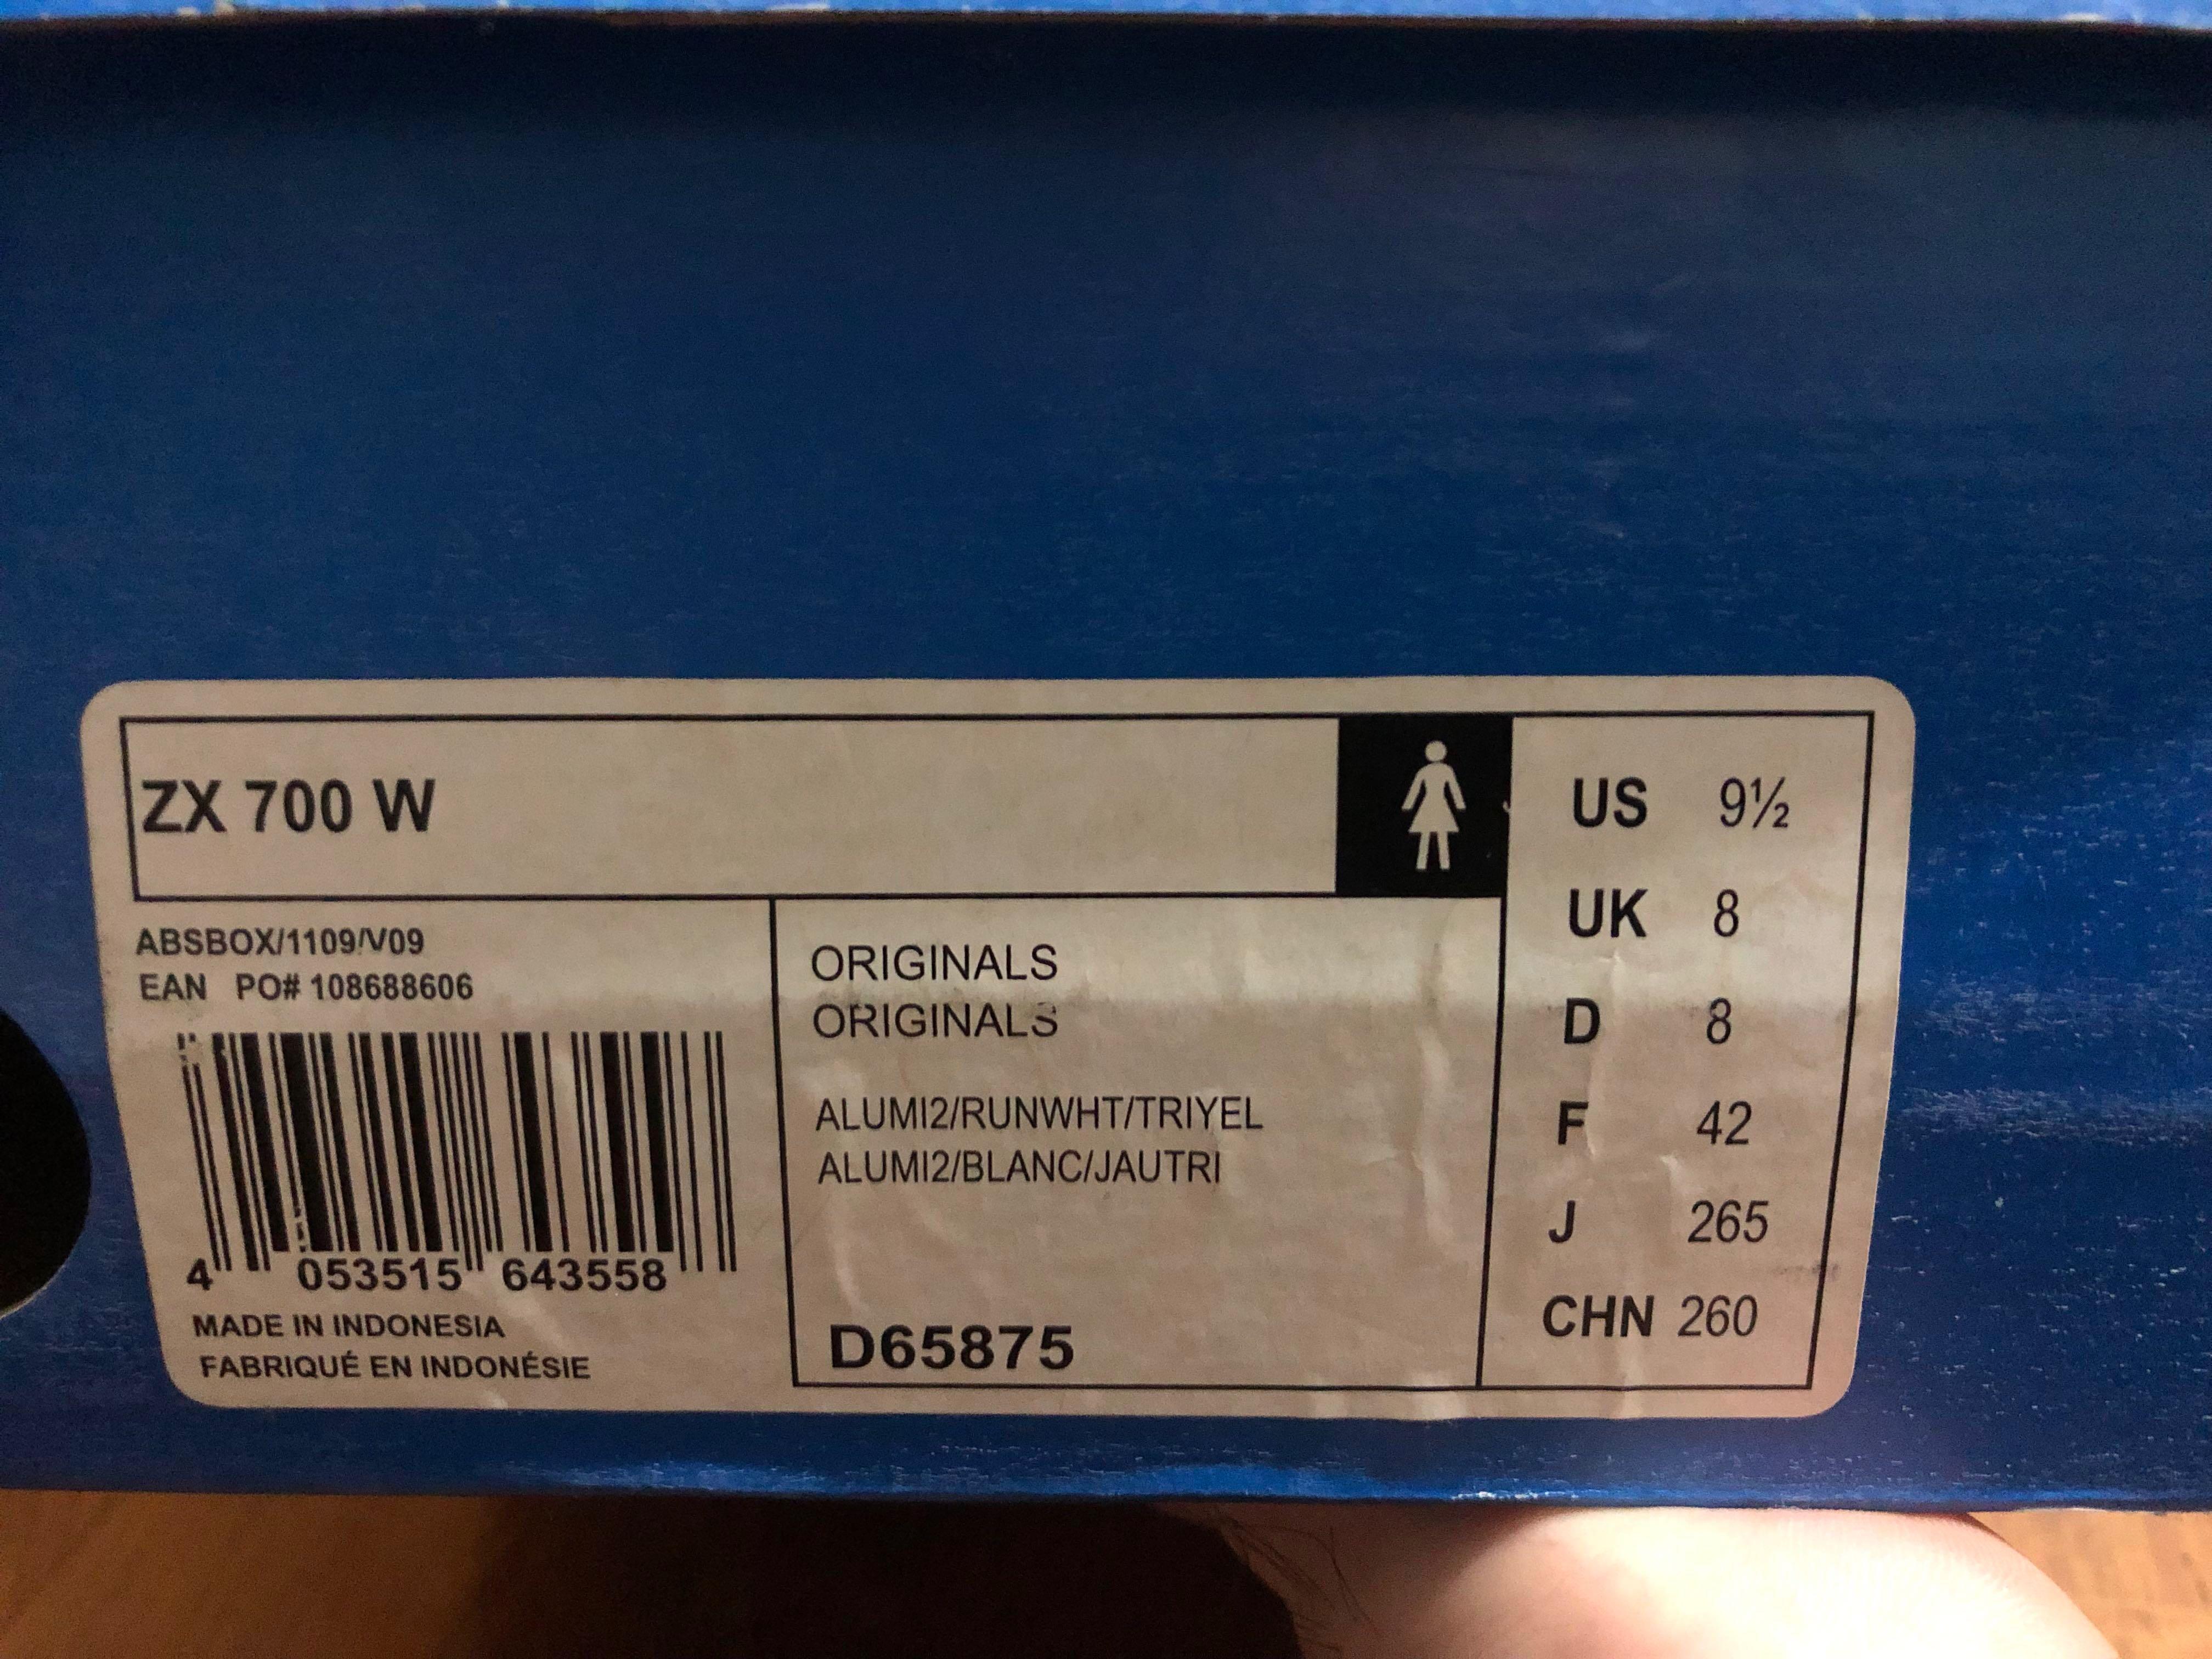 ZX 700 W
ABSBOX/1109/V09
EAN PO# 108688606
4 053515 643558
MADE IN INDONESIA
FABRIQUÉ EN INDONÉSIE
ORIGINALS
ORIGINALS
ALUMI2/RUNWHT/TRIYEL
ALUMI2/BLANC/JAUTRI
D65875
US 9½
UK 8
D 8
F 42
J 265
CHN 260